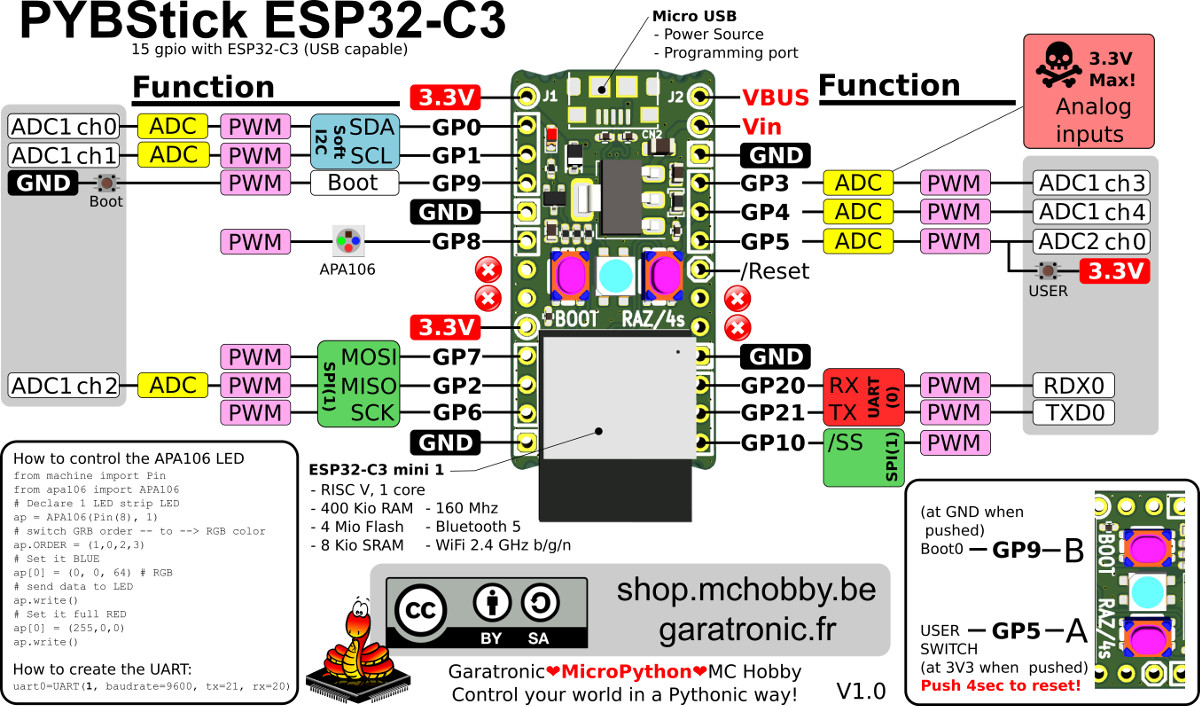 PYBStick ESP32-C3
15 gpio with ESP32-C3 (USB capable)
Micro USB
- Power Source
- Programming port
3.3V
Max!
Analog
inputs
Function
Function
3.3V J1 J2 VBUS
ADC1 ch0 ADC PWM Soft I2C SDA GP0 Vin
CN2
ADC1 ch1 ADC PWM SCL GP1 GND
GND Boot PWM Boot GP9 GP3 ADC PWM ADC1 ch3
GND GP4 ADC PWM ADC1 ch4
PWM APA106 GP8 GP5 ADC PWM ADC2 ch0
/Reset USER 3.3V
BOOT RAZ/4s
3.3V
PWM SPI(1) MOSI GP7 GND
ADC1 ch2 ADC PWM MISO GP2 GP20 RX UART (0) PWM RDX0
PWM SCK GP6 GP21 TX PWM TXD0
GND GP10 /SS SPI(1) PWM
How to control the APA106 LED
from machine import Pin
from apa106 import APA106
# Declare 1 LED strip LED
ap = APA106(Pin(8), 1)
# switch GRB order -- to --> RGB color
ap.ORDER = (1,0,2,3)
# Set it BLUE
ap[0] = (0, 0, 64) # RGB
# send data to LED
ap.write()
# Set it full RED
ap[0] = (255,0,0)
ap.write()
How to create the UART:
uart0=UART(1, baudrate=9600, tx=21, rx=20)
ESP32-C3 mini 1
- RISC V, 1 core
- 400 Kio RAM - 160 Mhz
- 4 Mio Flash - Bluetooth 5
- 8 Kio SRAM - WiFi 2.4 GHz b/g/n
cc BY SA
shop.mchobby.be
garatronic.fr
Garatronic❤MicroPython❤MC Hobby
Control your world in a Pythonic way!
V1.0
(at GND when
pushed)
Boot0 — GP9 — B
BOOT
RAZ/4s
USER — GP5 — A
SWITCH
(at 3V3 when pushed)
Push 4sec to reset!